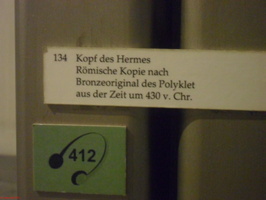 134 Kopf des Hermes
Römische Kopie nach
Bronzeoriginal des Polyklet
aus der Zeit um 430 v. Chr.
412